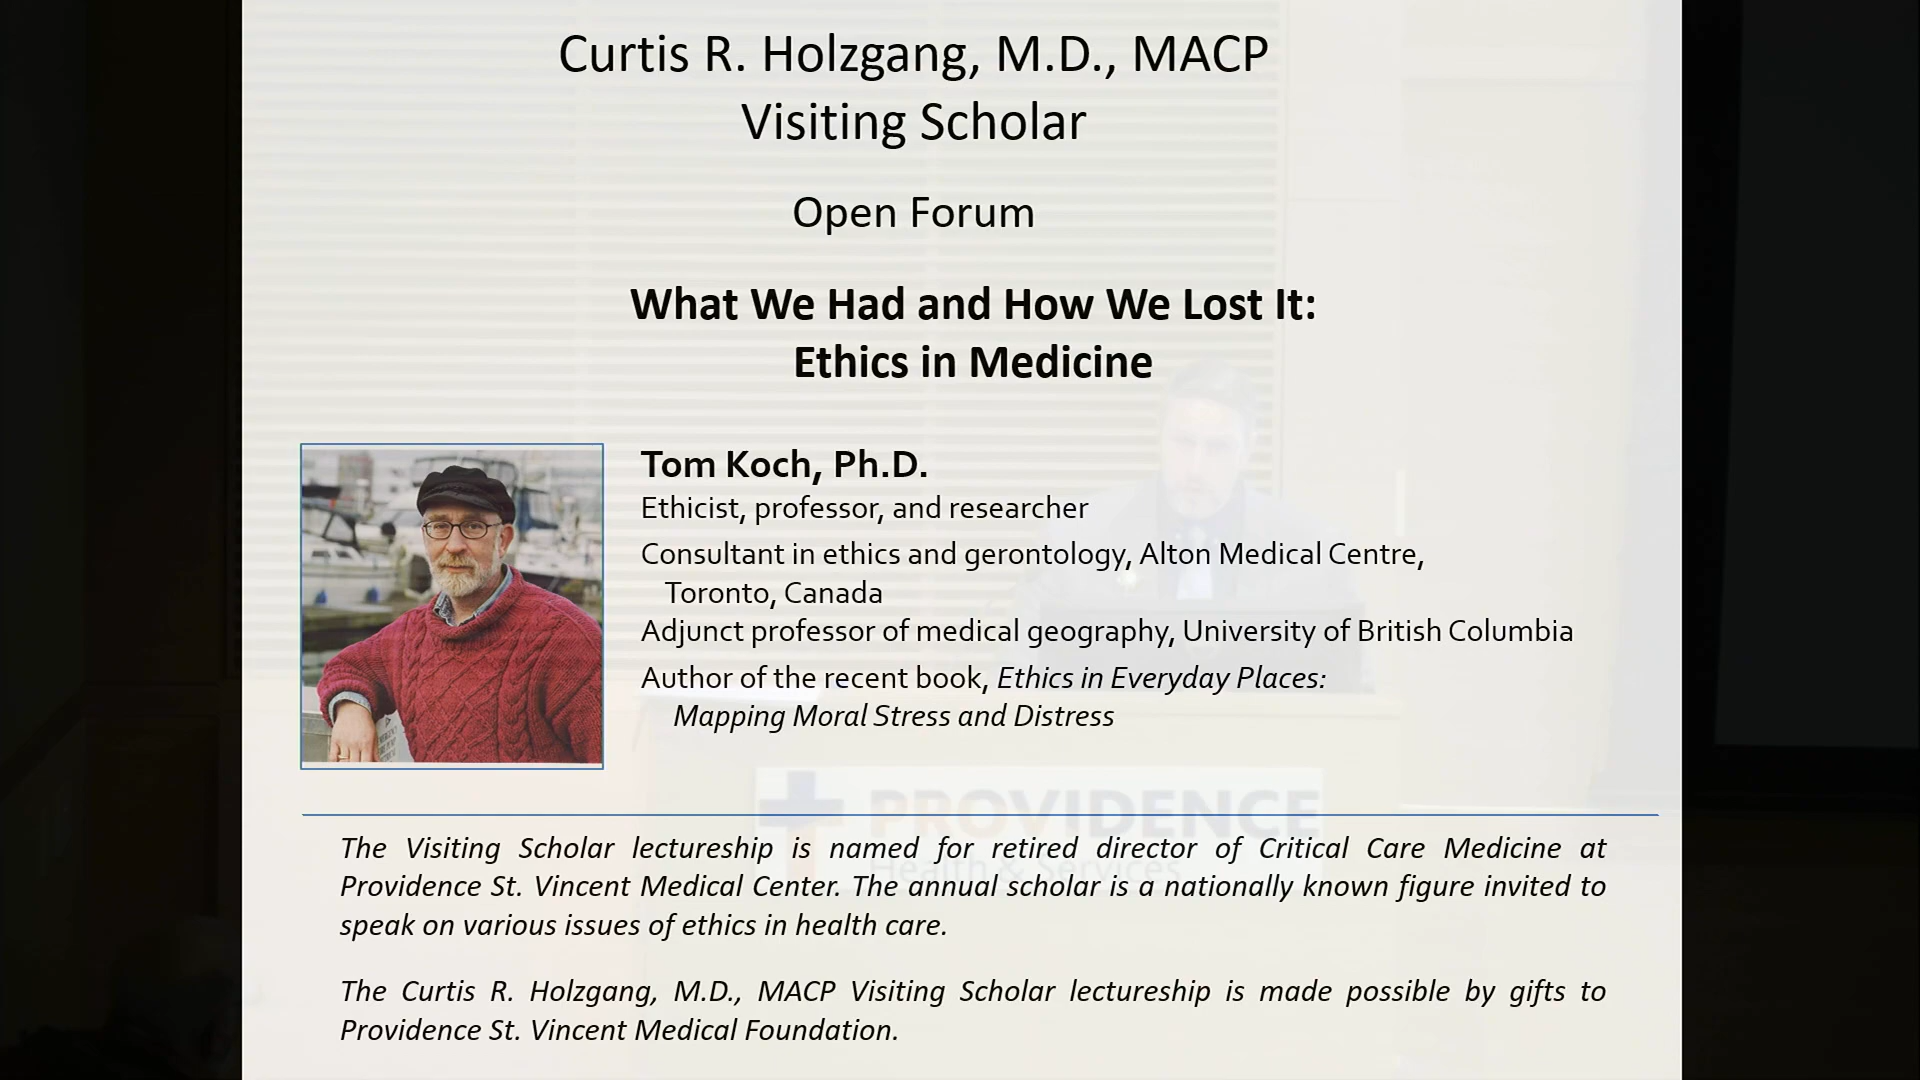 Curtis R. Holzgang, M.D., MACP
Visiting Scholar
Open Forum
What We Had and How We Lost It:
Ethics in Medicine
Tom Koch, Ph.D.
Ethicist, professor, and researcher
Consultant in ethics and gerontology, Alton Medical Centre,
Toronto, Canada
Adjunct professor of medical geography, University of British Columbia
Author of the recent book, Ethics in Everyday Places:
Mapping Moral Stress and Distress
PROVIDENCE
Health & Services
The Visiting Scholar lectureship is named for retired director of Critical Care Medicine at
Providence St. Vincent Medical Center. The annual scholar is a nationally known figure invited to
speak on various issues of ethics in health care.
The Curtis R. Holzgang, M.D., MACP Visiting Scholar lectureship is made possible by gifts to
Providence St. Vincent Medical Foundation.